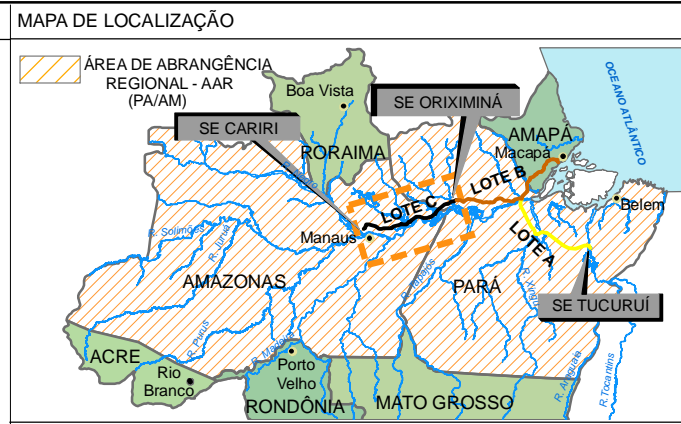 MAPA DE LOCALIZAÇÃO
ÁREA DE ABRANGÊNCIA
REGIONAL - AAR
(PA/AM)
Boa Vista
SE ORIXIMINÁ
OCEANO ATLÂNTICO
SE CARIRI
AMAPÁ
Macapá
RORAIMA
LOTE B
LOTE C
Belem
R. Solimões
R. Juruá
Manaus
LOTE A
R. Tapajós
AMAZONAS
PARÁ
R. Xingu
SE TUCURUÍ
R. Purus
R. Madeira
ACRE
Rio
Branco
Porto
Velho
R. Araguaia
R. Tocantins
RONDÔNIA
MATO GROSSO